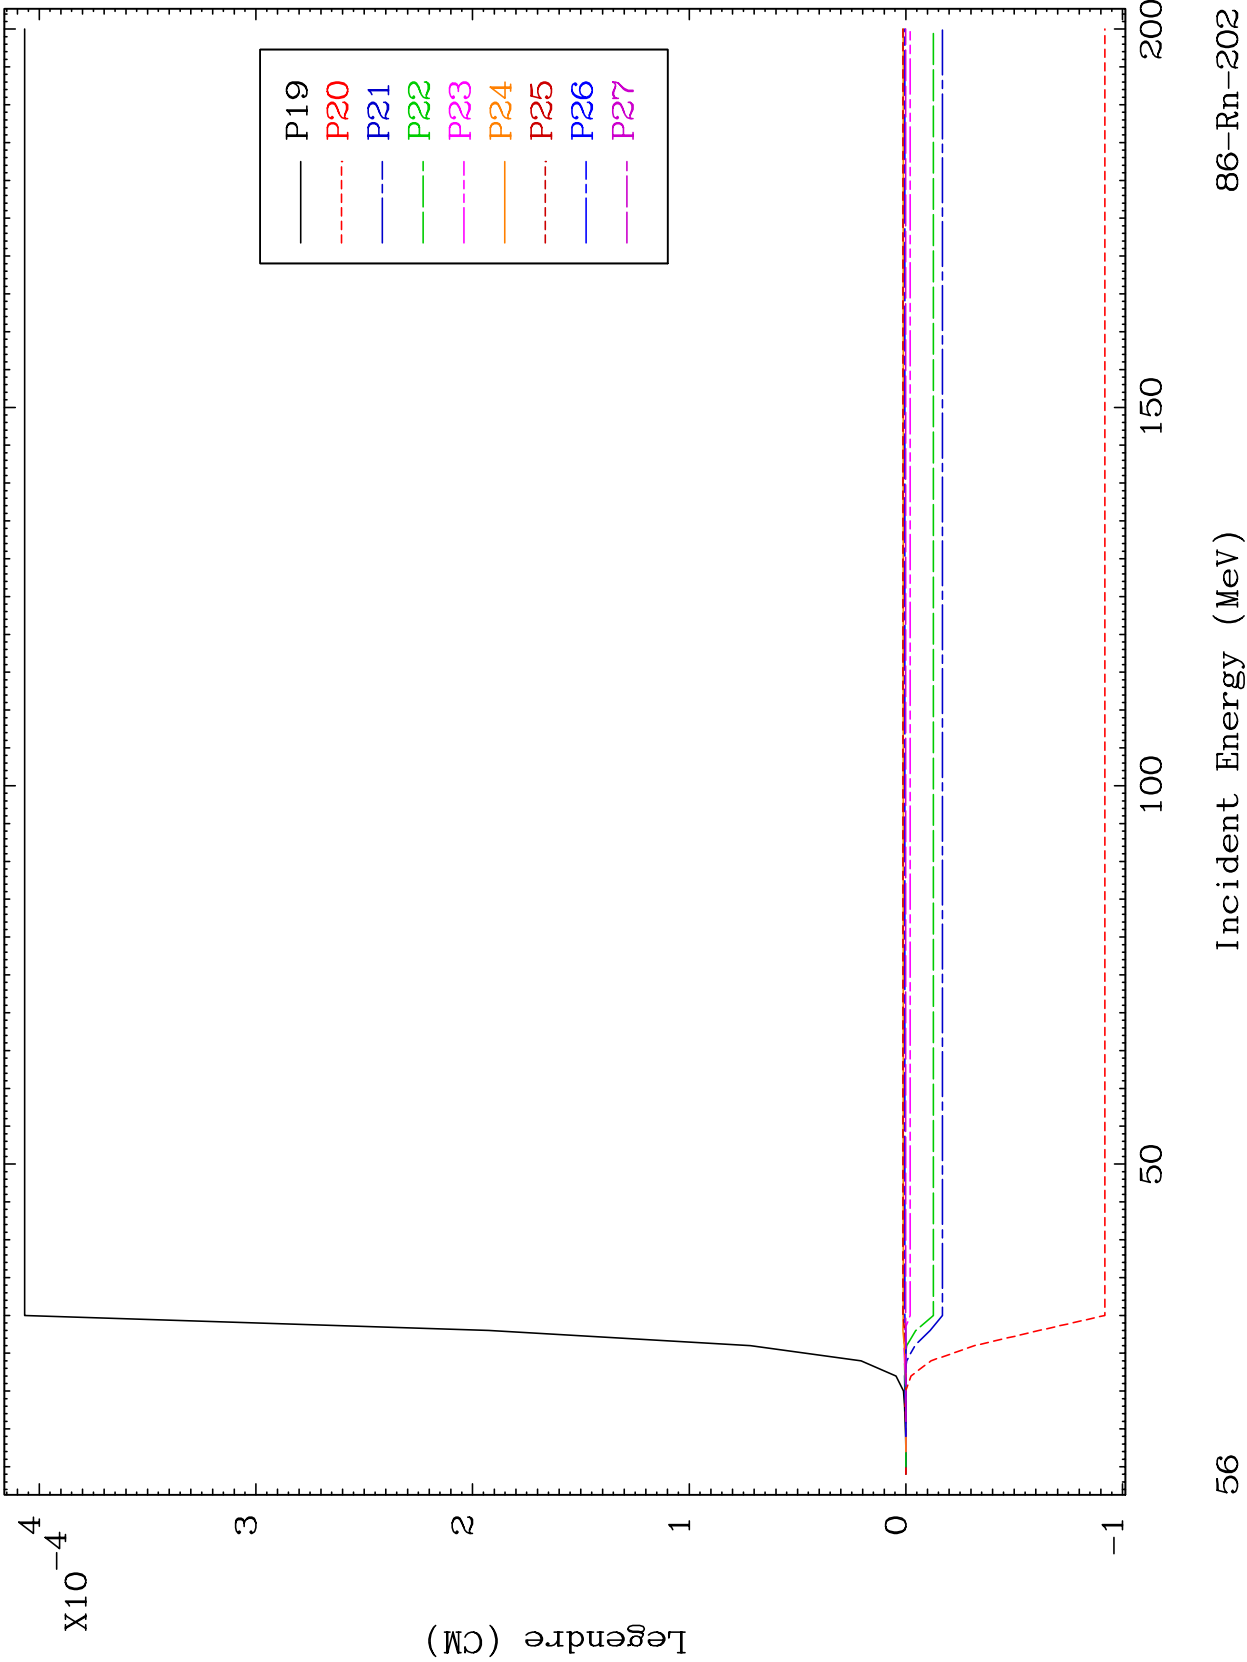 X10-4
4
3
2
1
0
-1
Legendre (CM)
P19
P20
P21
P22
P23
P24
P25
P26
P27
50
100
150
200
Incident Energy (MeV)
56
86-Rn-202